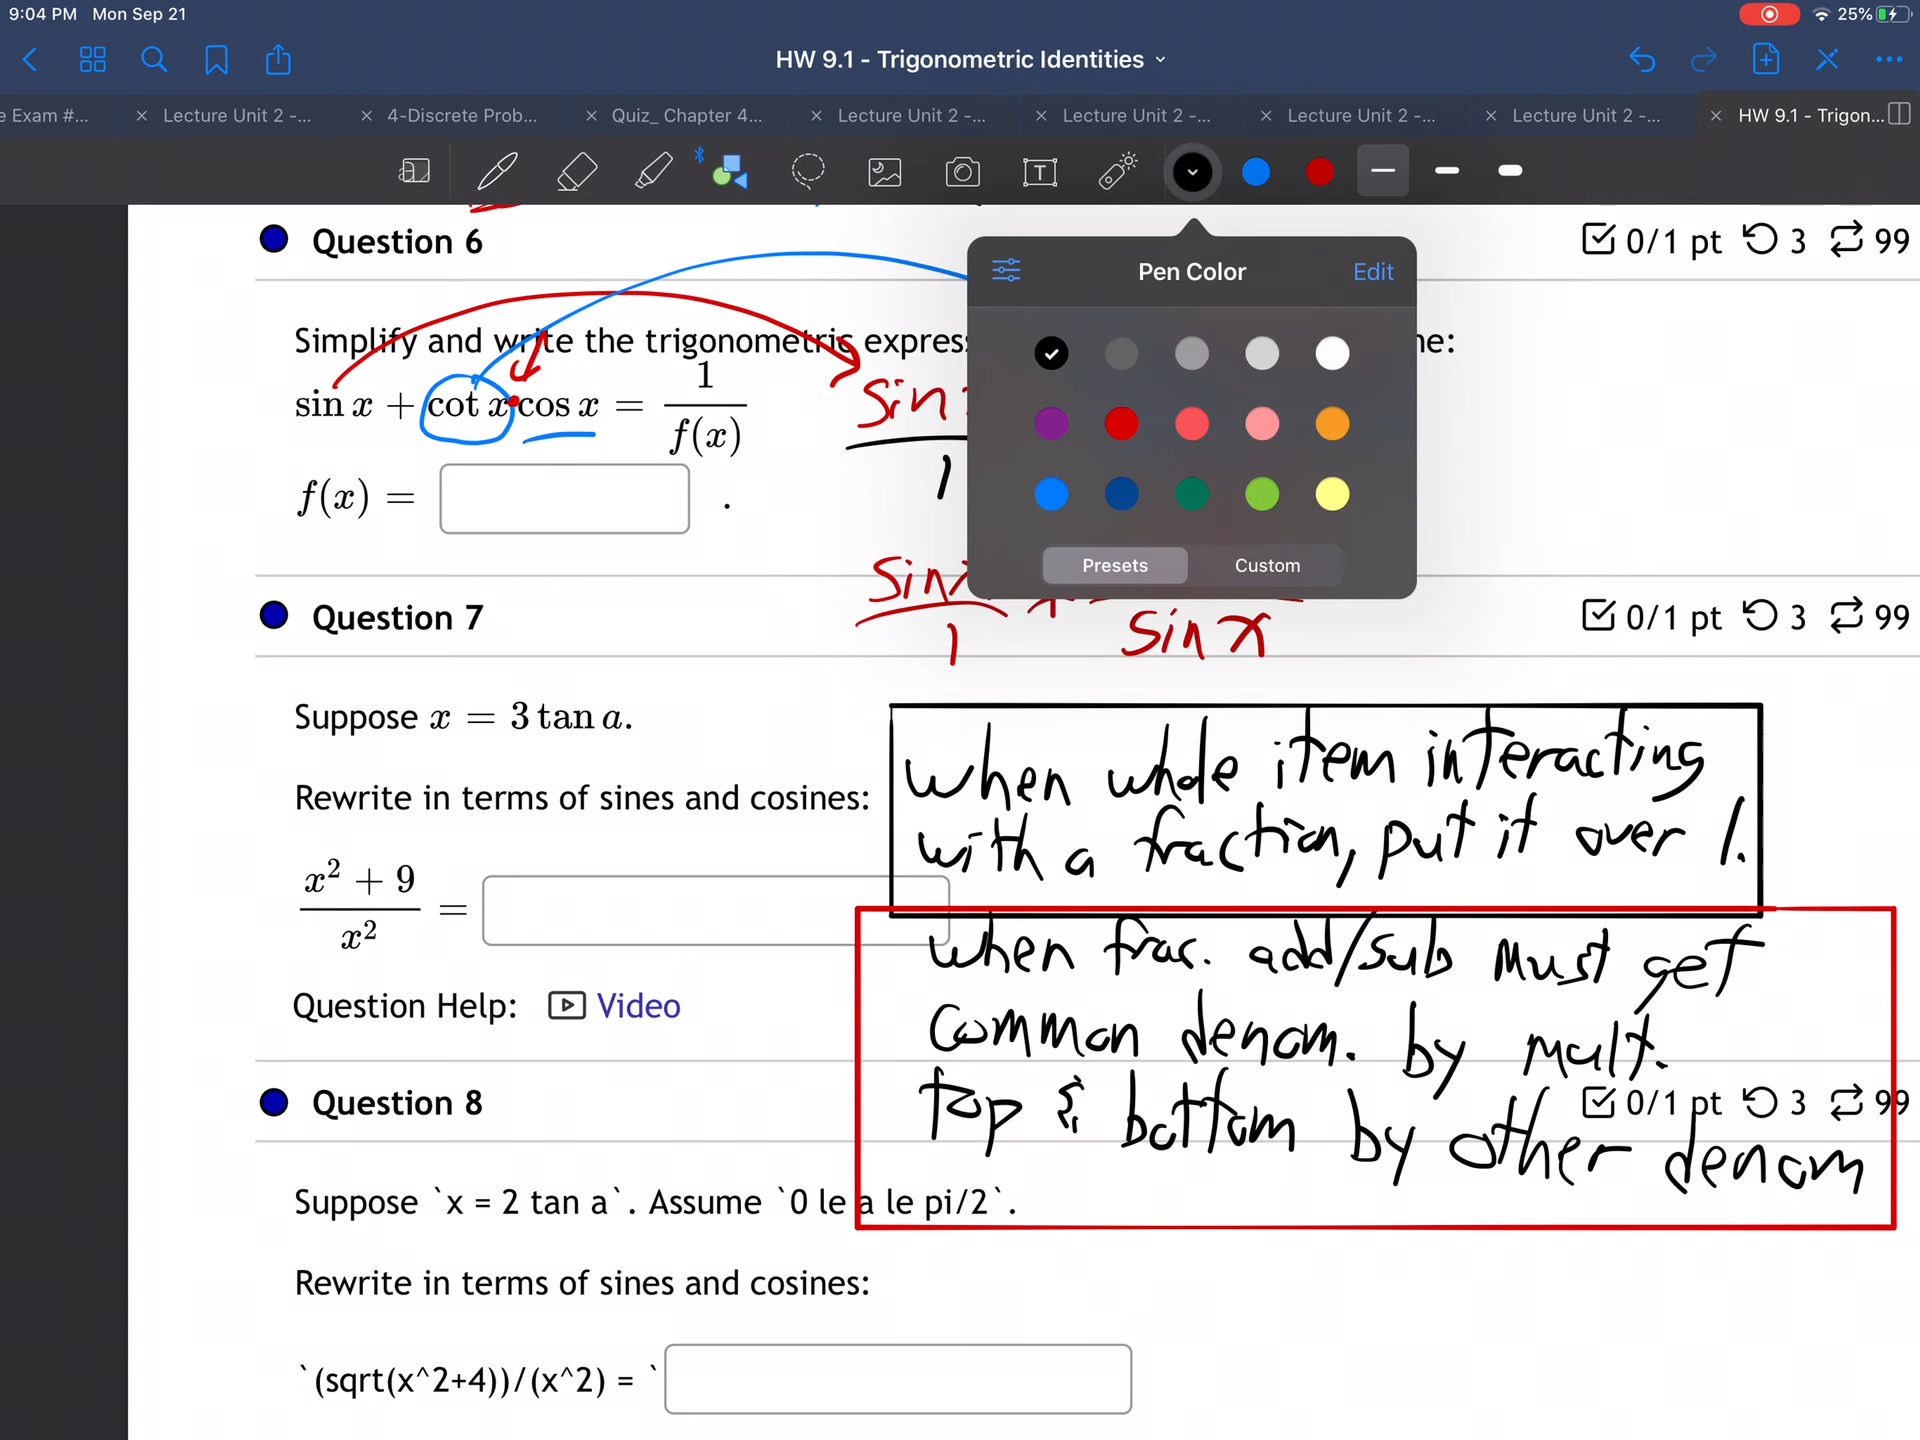 9:04 PM Mon Sep 21
25%
HW 9.1 - Trigonometric Identities
e Exam #...
Lecture Unit 2 -...
4-Discrete Prob...
Quiz_ Chapter 4...
Lecture Unit 2 -...
Lecture Unit 2 -...
Lecture Unit 2 -...
Lecture Unit 2 -...
HW 9.1 - Trigon...
Question 6
0/1 pt 3 99
Pen Color
Edit
Presets
Custom
Simplify and write the trigonometric expres
ne:
sin x + cot x • cos x = 1 / f(x)
sin
1
f(x) =
.
sin x / 1 + / sin x
Question 7
0/1 pt 3 99
Suppose x = 3 tan a.
Rewrite in terms of sines and cosines:
x² + 9 / x² =
When whole item interacting
with a fraction, put it over 1.
when frac. add/sub must get
common denom. by mult.
top & bottom by other denom
Question Help: Video
Question 8
0/1 pt 3 99
Suppose `x = 2 tan a`. Assume `0 le a le pi/2`.
Rewrite in terms of sines and cosines:
`(sqrt(x^2+4))/(x^2) = `